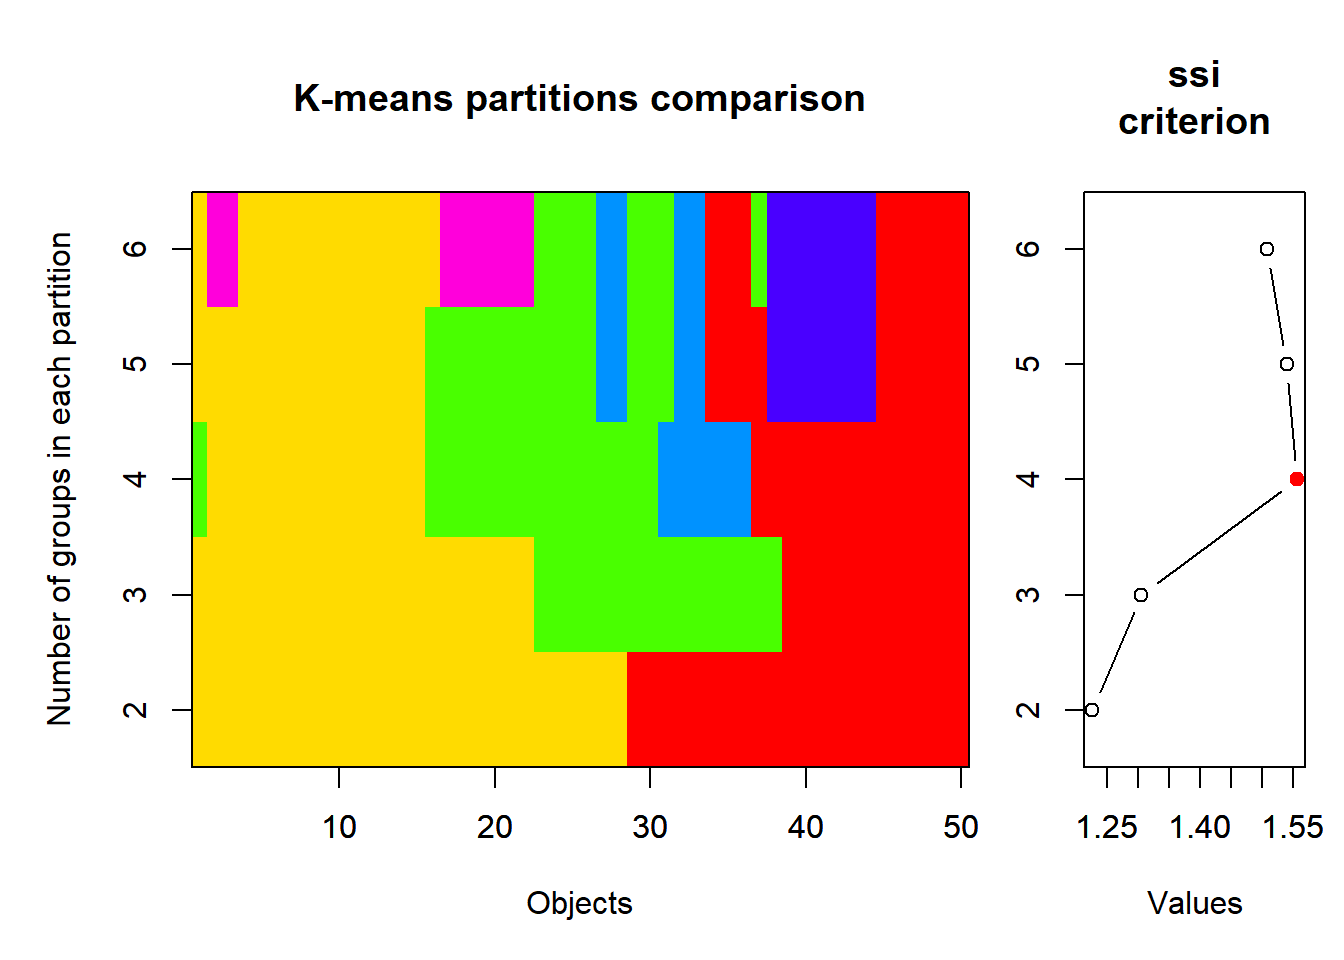 K-means partitions comparison
ssi
criterion
Number of groups in each partition
6
5
4
3
2
10 20 30 40 50
Objects
6
5
4
3
2
1.25 1.40 1.55
Values